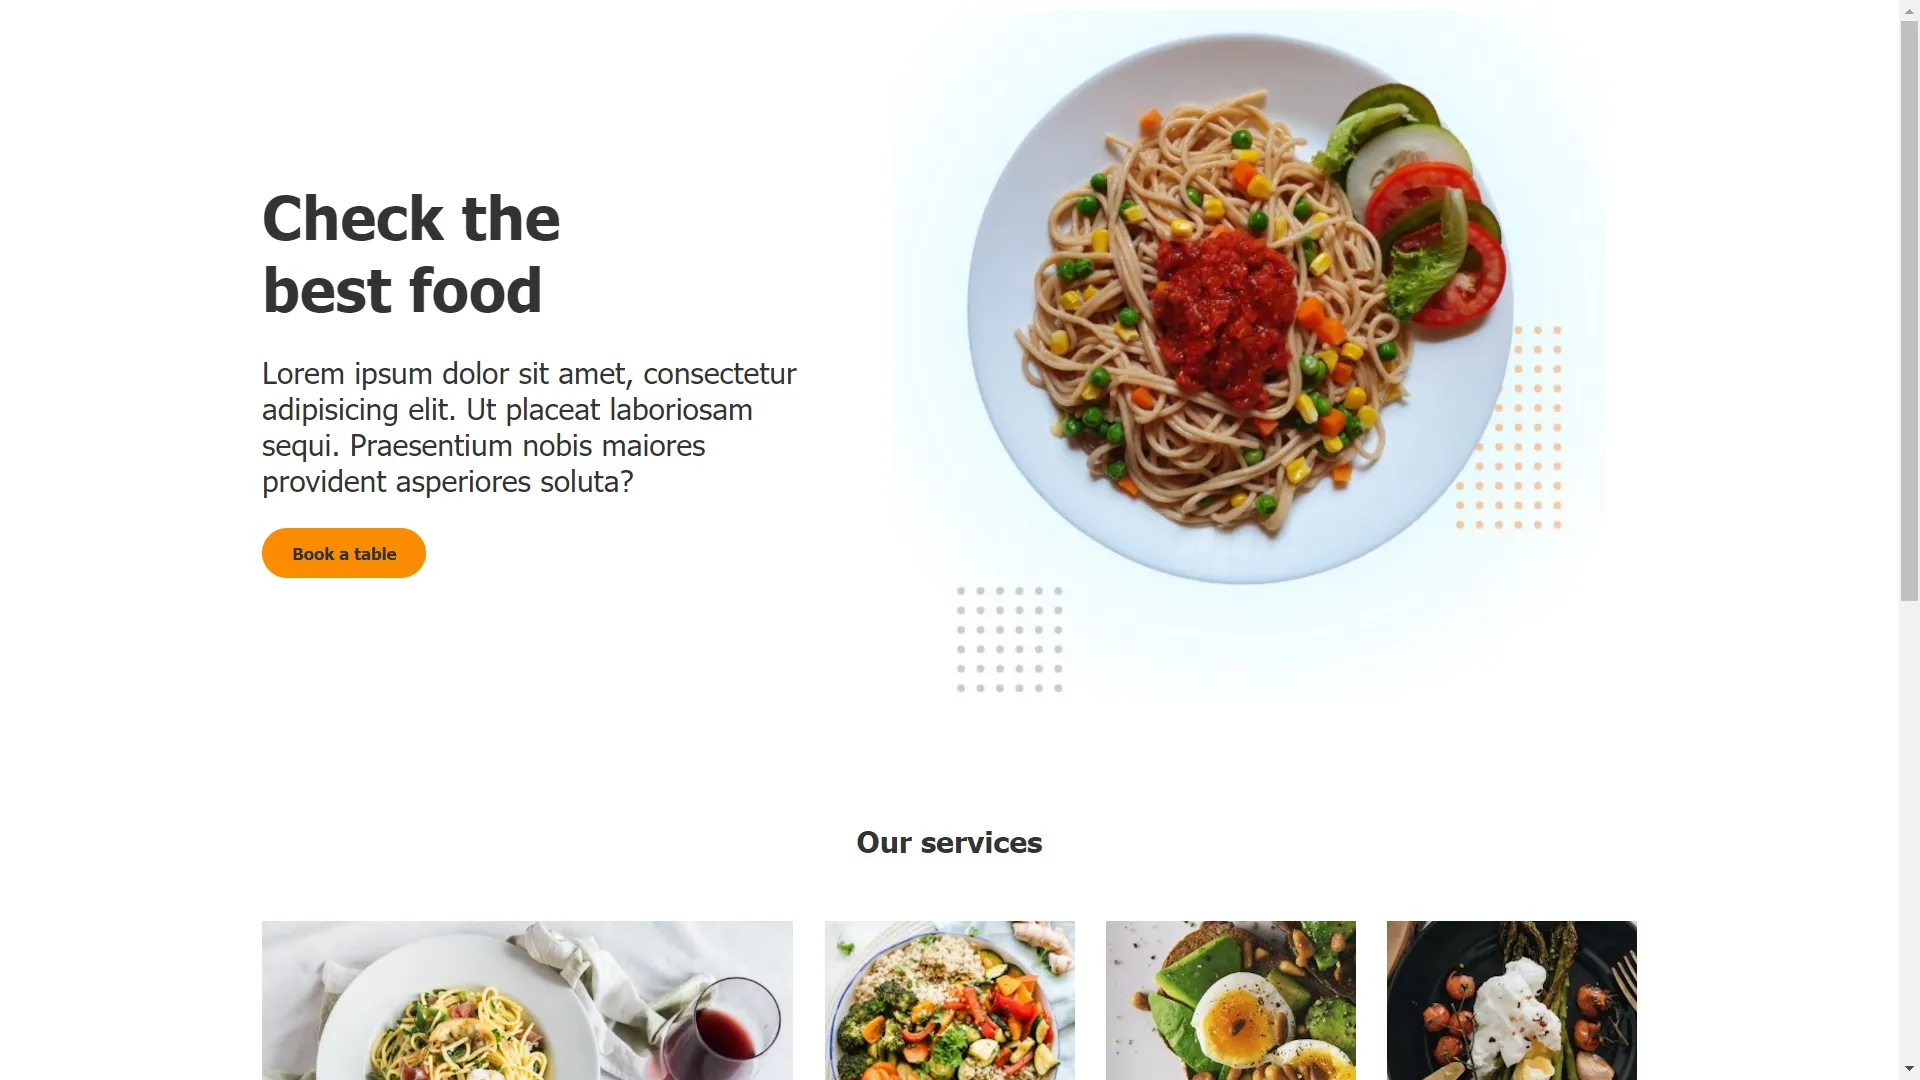 Check the
best food
Lorem ipsum dolor sit amet, consectetur
adipisicing elit. Ut placeat laboriosam
sequi. Praesentium nobis maiores
provident asperiores soluta?
Book a table
Our services